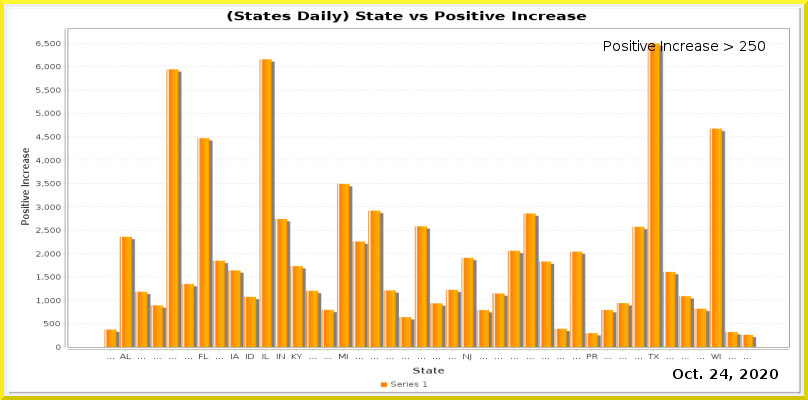 (States Daily) State vs Positive Increase
Positive Increase > 250
6,500
6,000
5,500
5,000
4,500
4,000
3,500
3,000
2,500
2,000
1,500
1,000
500
0
Positive Increase
... AL ... ... ... ... FL ... IA ID IL IN KY ... ... MI ... ... ... ... ... ... ... NJ ... ... ... ... ... ... ... PR ... ... ... TX ... ... ... WI ... ...
State
Oct. 24, 2020
Series 1